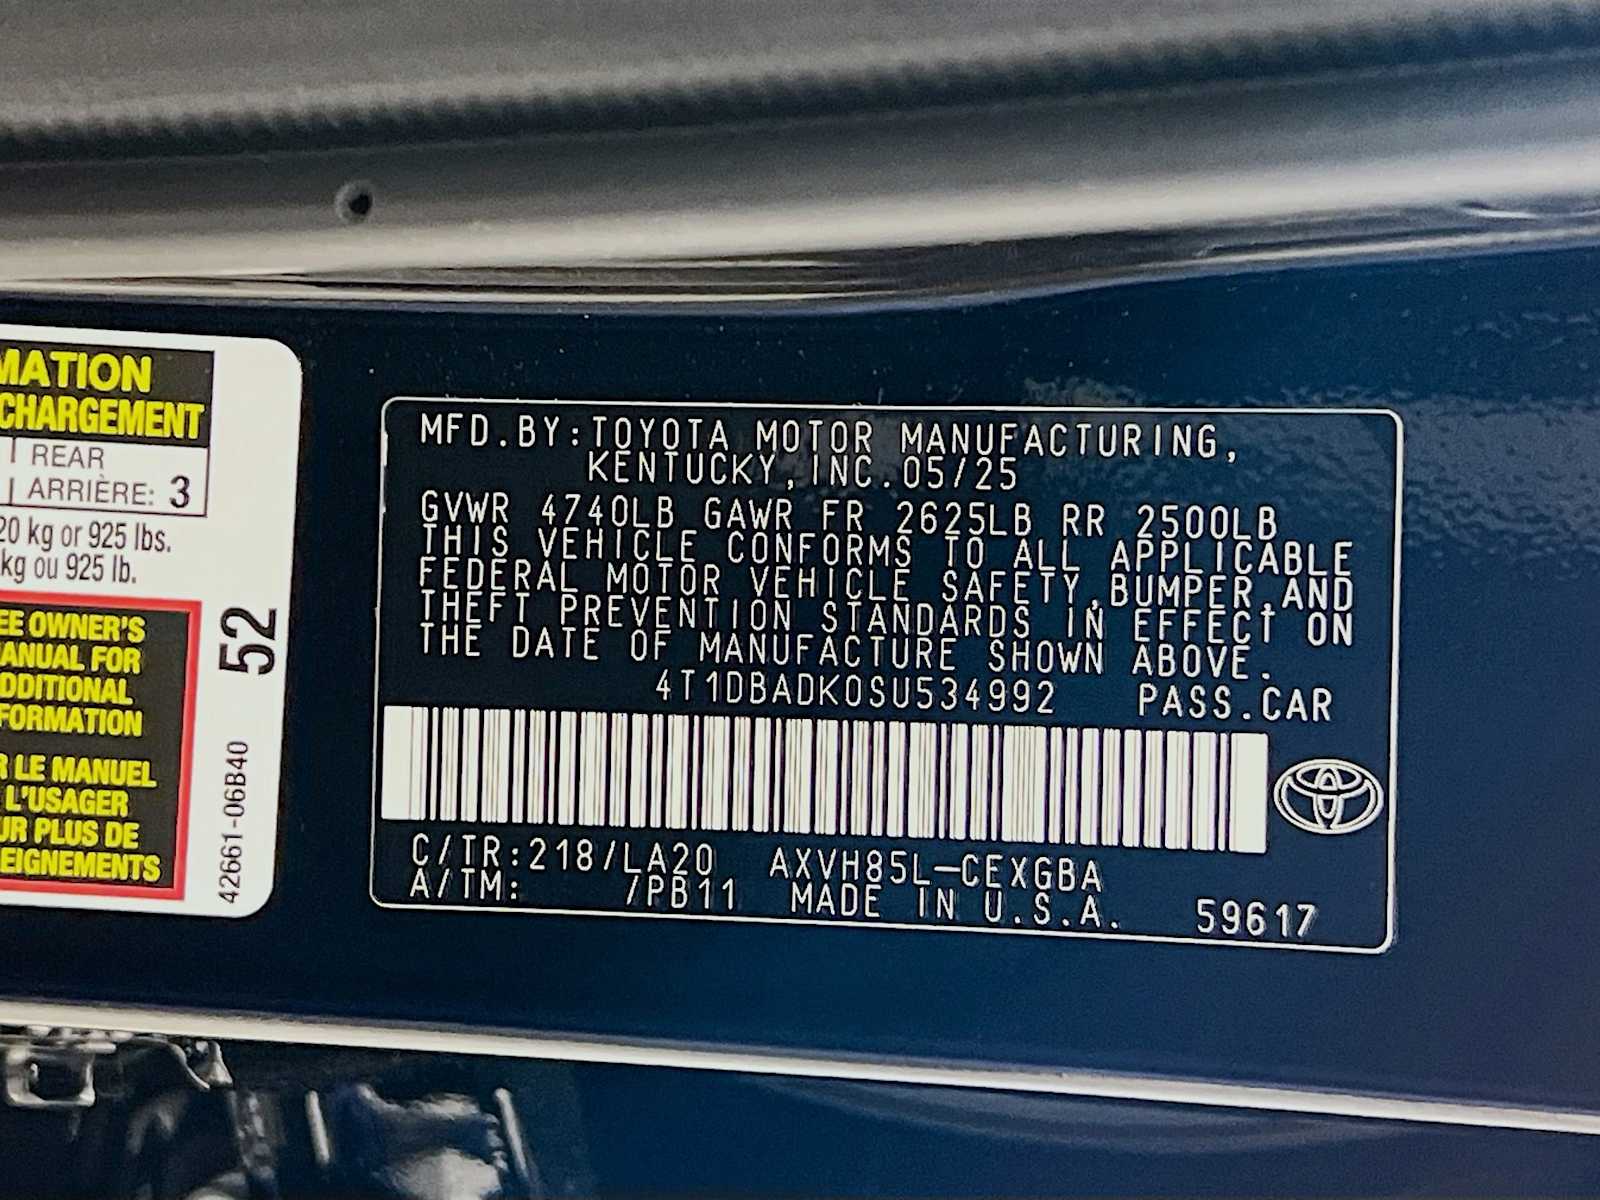 MATION
CHARGEMENT
REAR
ARRIÈRE: 3
20 kg or 925 lbs.
kg ou 925 lb.
EE OWNER'S
ANUAL FOR
DDITIONAL
FORMATION
R LE MANUEL
L'USAGER
UR PLUS DE
EIGNEMENTS
52
42661-06B40
MFD.BY:TOYOTA MOTOR MANUFACTURING,
KENTUCKY,INC.05/25
GVWR 4740LB GAWR FR 2625LB RR 2500LB
THIS VEHICLE CONFORMS TO ALL APPLICABLE
FEDERAL MOTOR VEHICLE SAFETY,BUMPER,AND
THEFT PREVENTION STANDARDS IN EFFECT ON
THE DATE OF MANUFACTURE SHOWN ABOVE.
4T1DBADK0SU534992 PASS.CAR
C/TR:218/LA20 AXVH85L-CEXGBA
A/TM: /PB11 MADE IN U.S.A. 59617